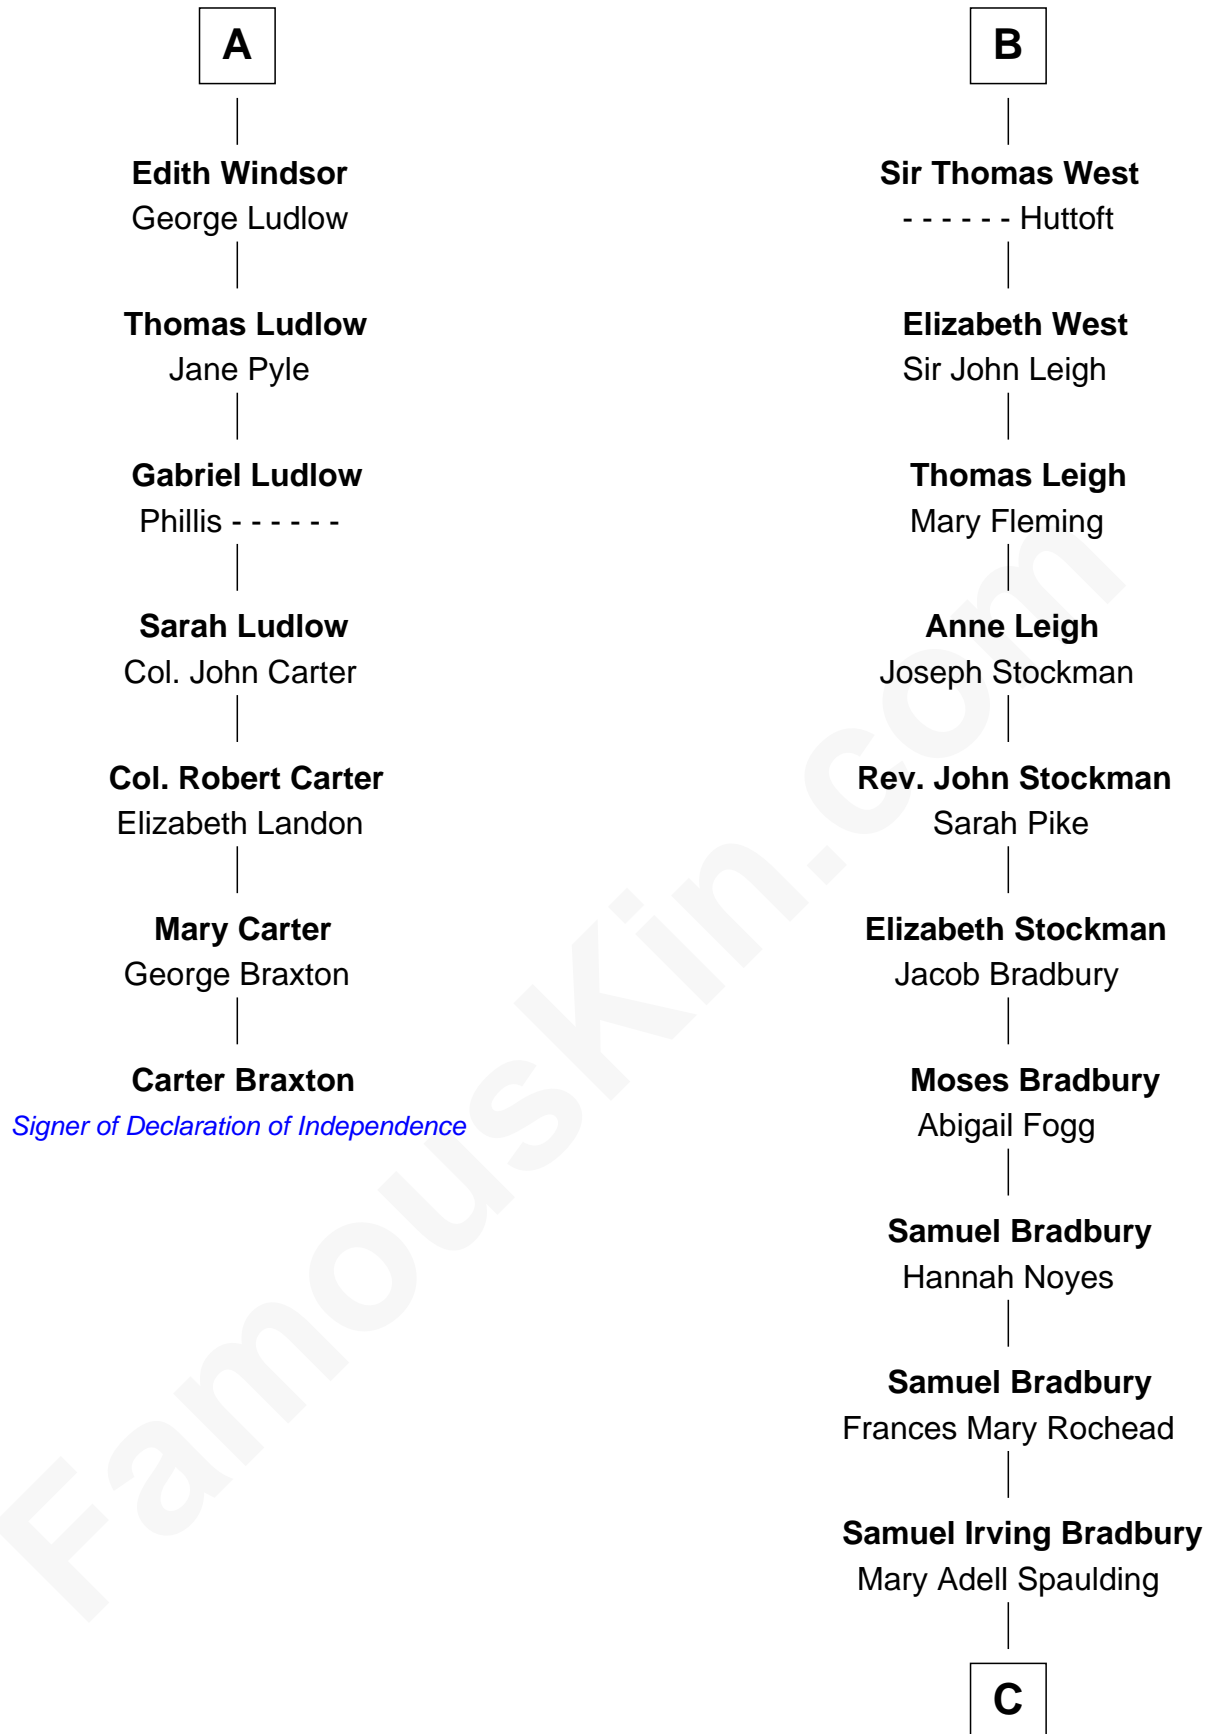 A
Edith Windsor
George Ludlow
Thomas Ludlow
Jane Pyle
Gabriel Ludlow
Phillis - - - - - -
Sarah Ludlow
Col. John Carter
Col. Robert Carter
Elizabeth Landon
Mary Carter
George Braxton
Carter Braxton
Signer of Declaration of Independence
B
Sir Thomas West
- - - - - - Huttoft
Elizabeth West
Sir John Leigh
Thomas Leigh
Mary Fleming
Anne Leigh
Joseph Stockman
Rev. John Stockman
Sarah Pike
Elizabeth Stockman
Jacob Bradbury
Moses Bradbury
Abigail Fogg
Samuel Bradbury
Hannah Noyes
Samuel Bradbury
Frances Mary Rochead
Samuel Irving Bradbury
Mary Adell Spaulding
C
FamousKin.com